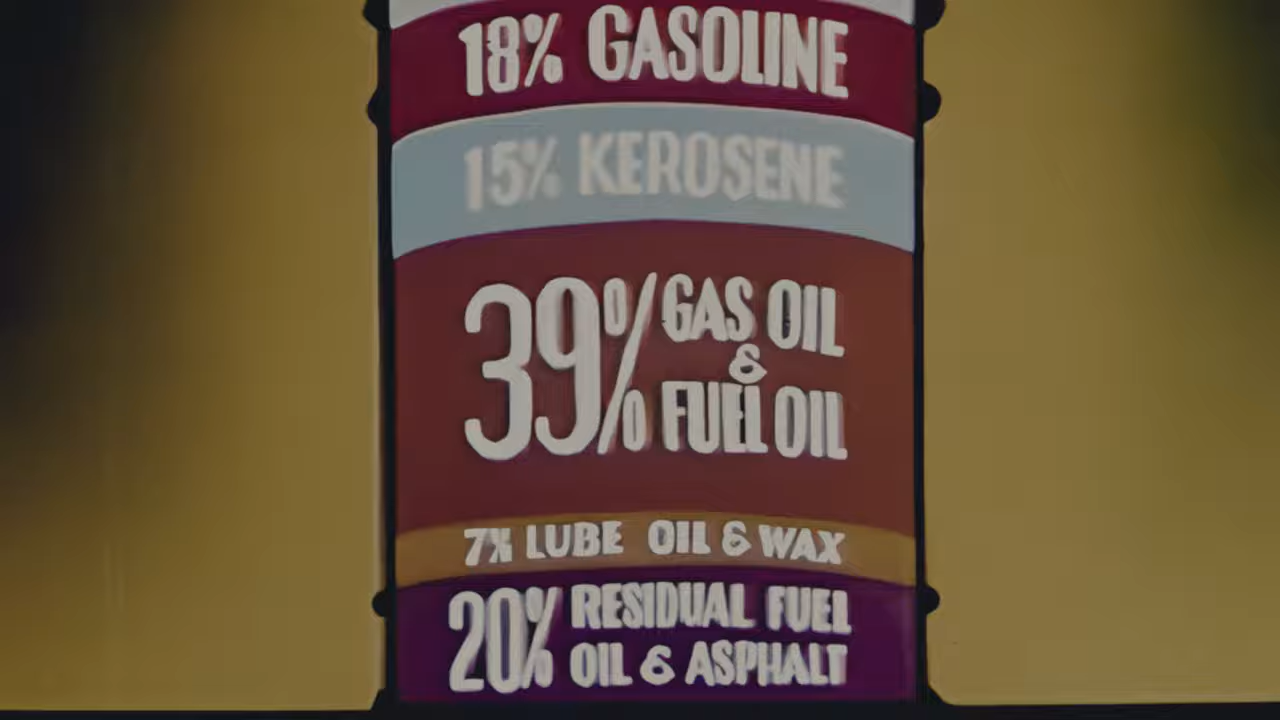 18% GASOLINE
15% KEROSENE
39% GAS OIL
&
FUEL OIL
7% LUBE OIL & WAX
20% RESIDUAL FUEL
OIL & ASPHALT